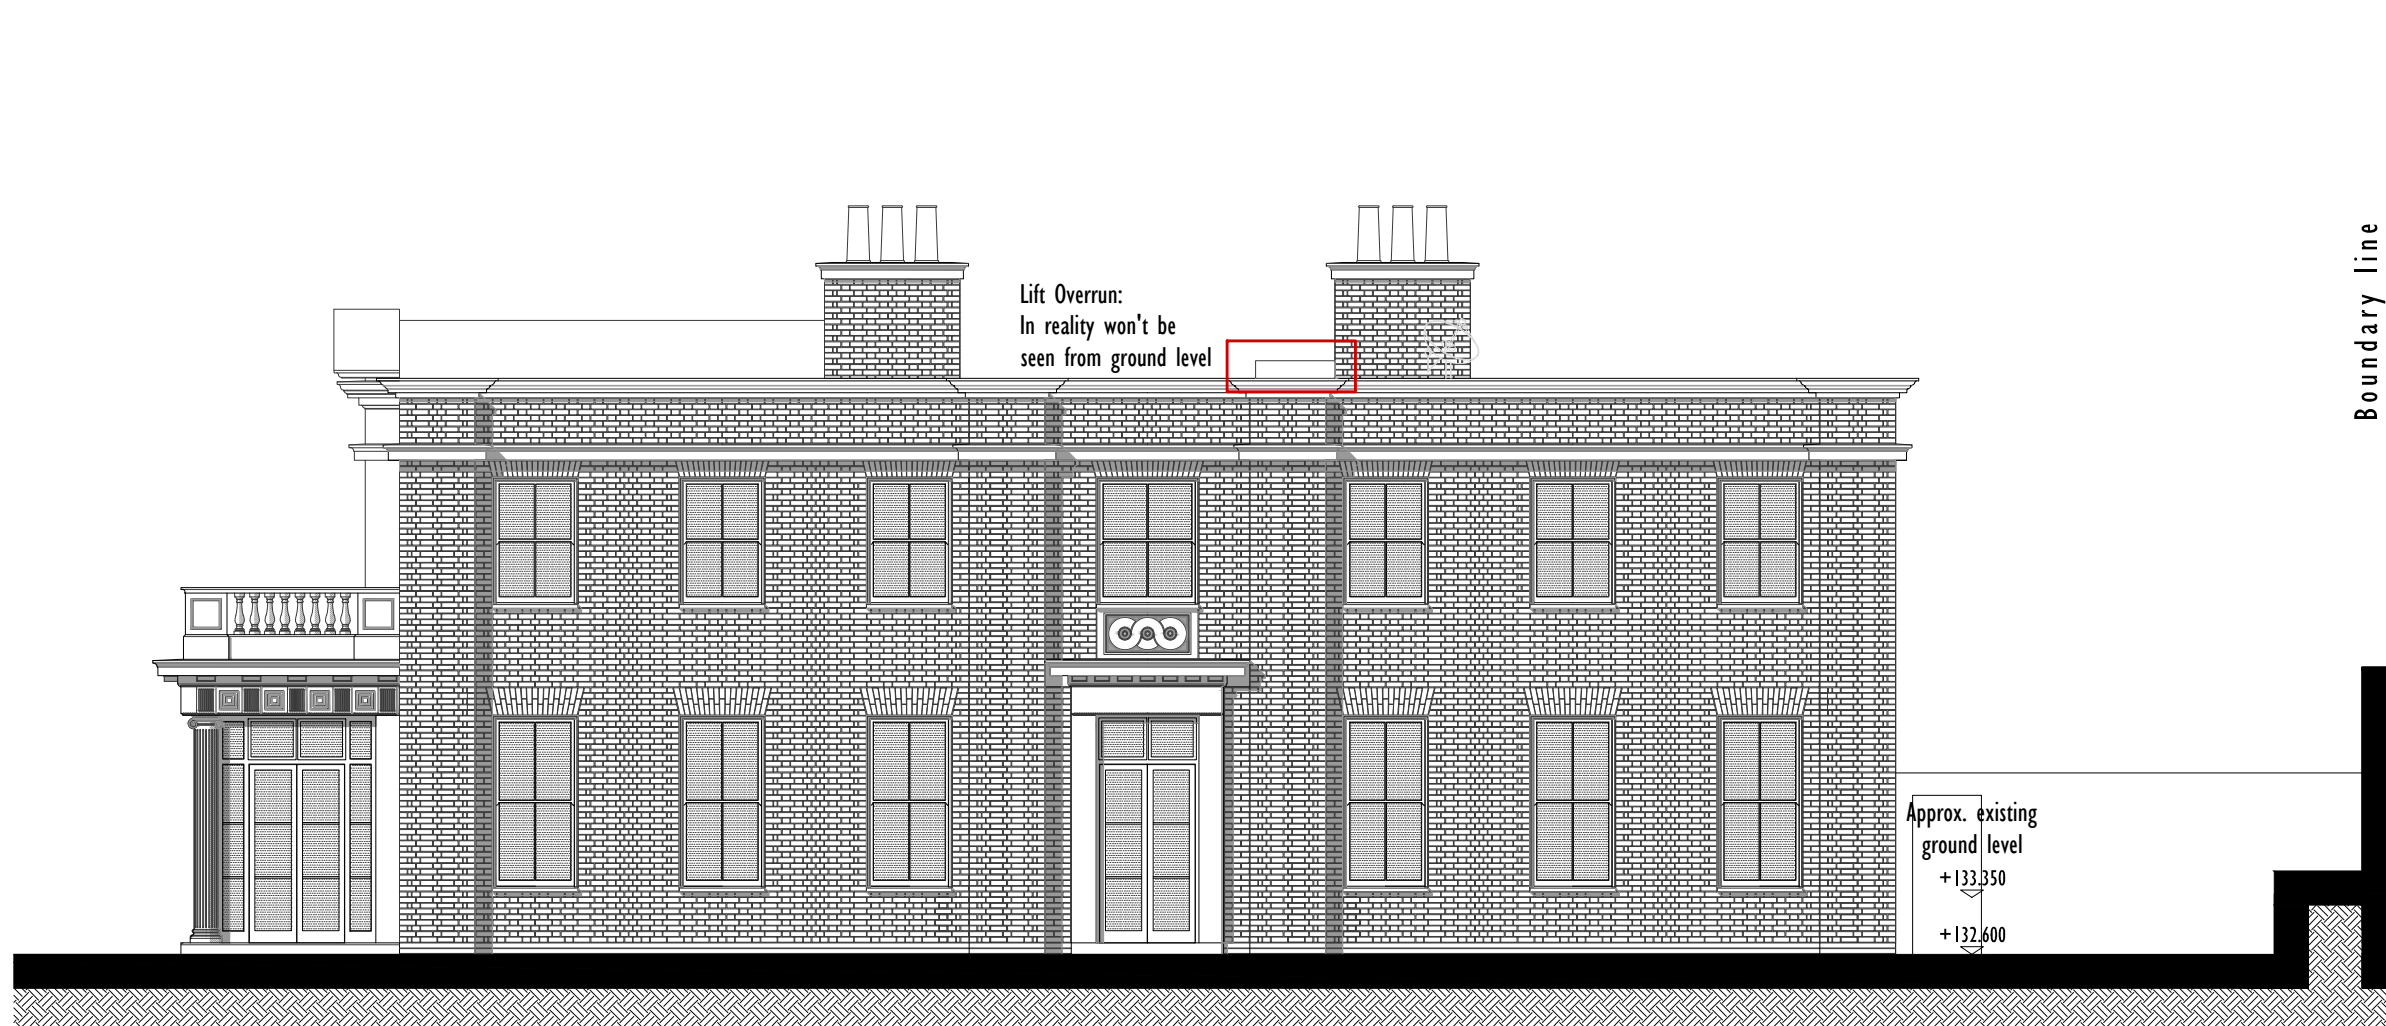 Lift Overrun:
In reality won't be
seen from ground level
Boundary line
Approx. existing
ground level
+133.350
+132.600